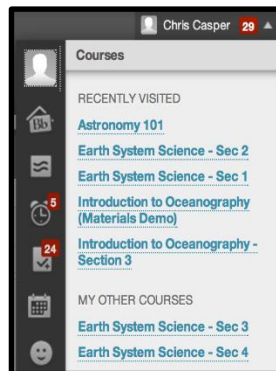 Chris Casper 29
Courses
RECENTLY VISITED
Astronomy 101
Bb
Earth System Science - Sec 2
Earth System Science - Sec 1
5
Introduction to Oceanography
(Materials Demo)
24
Introduction to Oceanography -
Section 3
MY OTHER COURSES
Earth System Science - Sec 3
Earth System Science - Sec 4